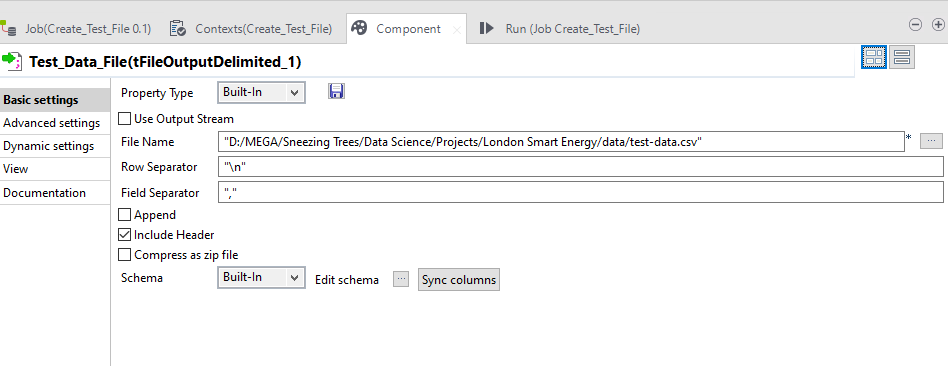 Job(Create_Test_File 0.1) Contexts(Create_Test_File) Component Run (Job Create_Test_File)
Test_Data_File(tFileOutputDelimited_1)
Basic settings
Advanced settings
Dynamic settings
View
Documentation
Property Type Built-In
Use Output Stream
File Name "D:/MEGA/Sneezing Trees/Data Science/Projects/London Smart Energy/data/test-data.csv" * ...
Row Separator "\n"
Field Separator ","
Append
Include Header
Compress as zip file
Schema Built-In Edit schema ... Sync columns